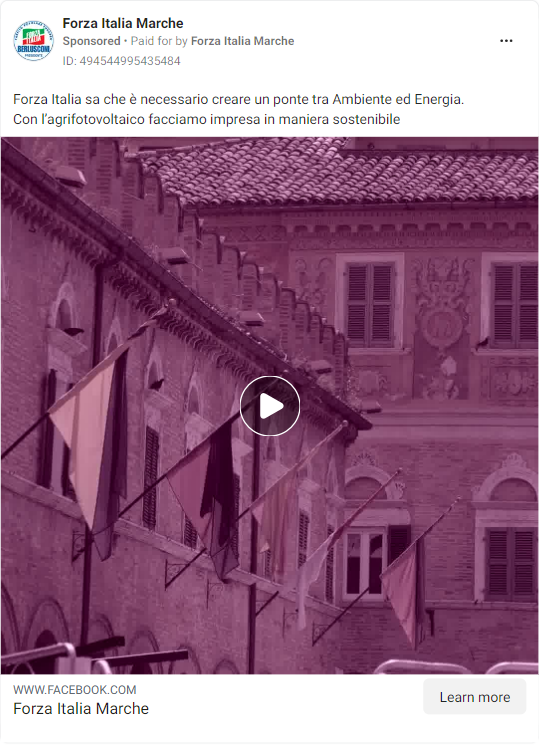 Forza Italia Marche
Sponsored • Paid for by Forza Italia Marche
ID: 494544995435484
FORZA
ITALIA
BERLUSCONI
PRESIDENTE
Forza Italia sa che è necessario creare un ponte tra Ambiente ed Energia.
Con l’agrifotovoltaico facciamo impresa in maniera sostenibile
WWW.FACEBOOK.COM
Forza Italia Marche
Learn more